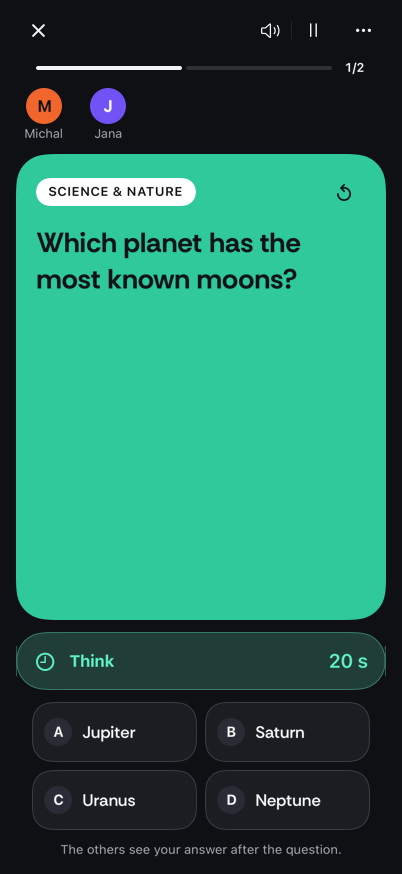 1/2
M
J
Michal
Jana
SCIENCE & NATURE
Which planet has the
most known moons?
Think
20 s
A
Jupiter
B
Saturn
C
Uranus
D
Neptune
The others see your answer after the question.